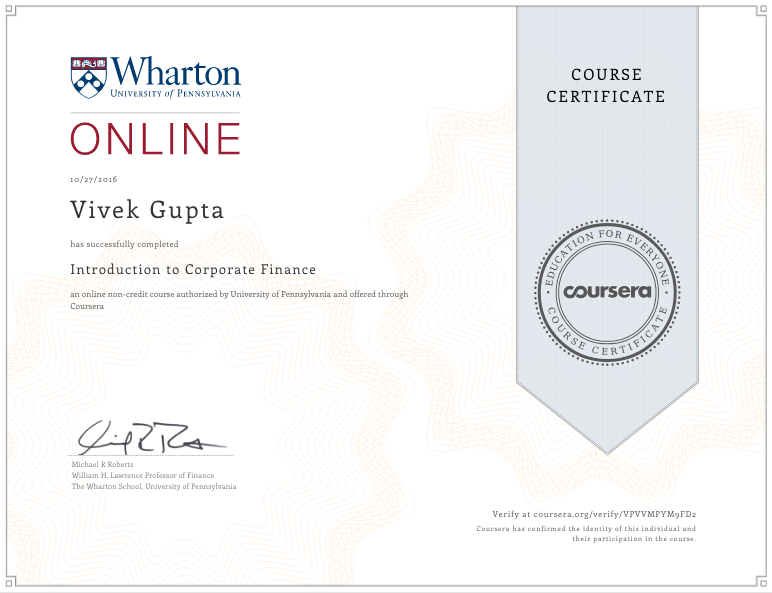 Wharton
UNIVERSITY of PENNSYLVANIA
ONLINE
10/27/2016
Vivek Gupta
has successfully completed
Introduction to Corporate Finance
an online non-credit course authorized by University of Pennsylvania and offered through
Coursera
Michael R Roberts
William H. Lawrence Professor of Finance
The Wharton School, University of Pennsylvania
COURSE
CERTIFICATE
EDUCATION FOR EVERYONE
coursera
COURSE CERTIFICATE
Verify at coursera.org/verify/VPVVMPYM9FD2
Coursera has confirmed the identity of this individual and
their participation in the course.